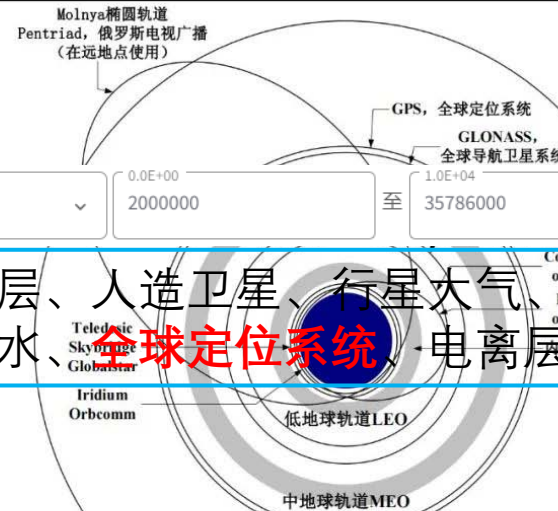 Molnya椭圆轨道
Pentriad，俄罗斯电视广播
（在远地点使用）
GPS，全球定位系统
GLONASS，
全球导航卫星系统
0.0E+00
2000000
至
1.0E+04
35786000
层、人造卫星、行星大气、
水、全球定位系统、电离层
Teledesic
Skybridge
Globalstar
Iridium
Orbcomm
低地球轨道LEO
中地球轨道MEO